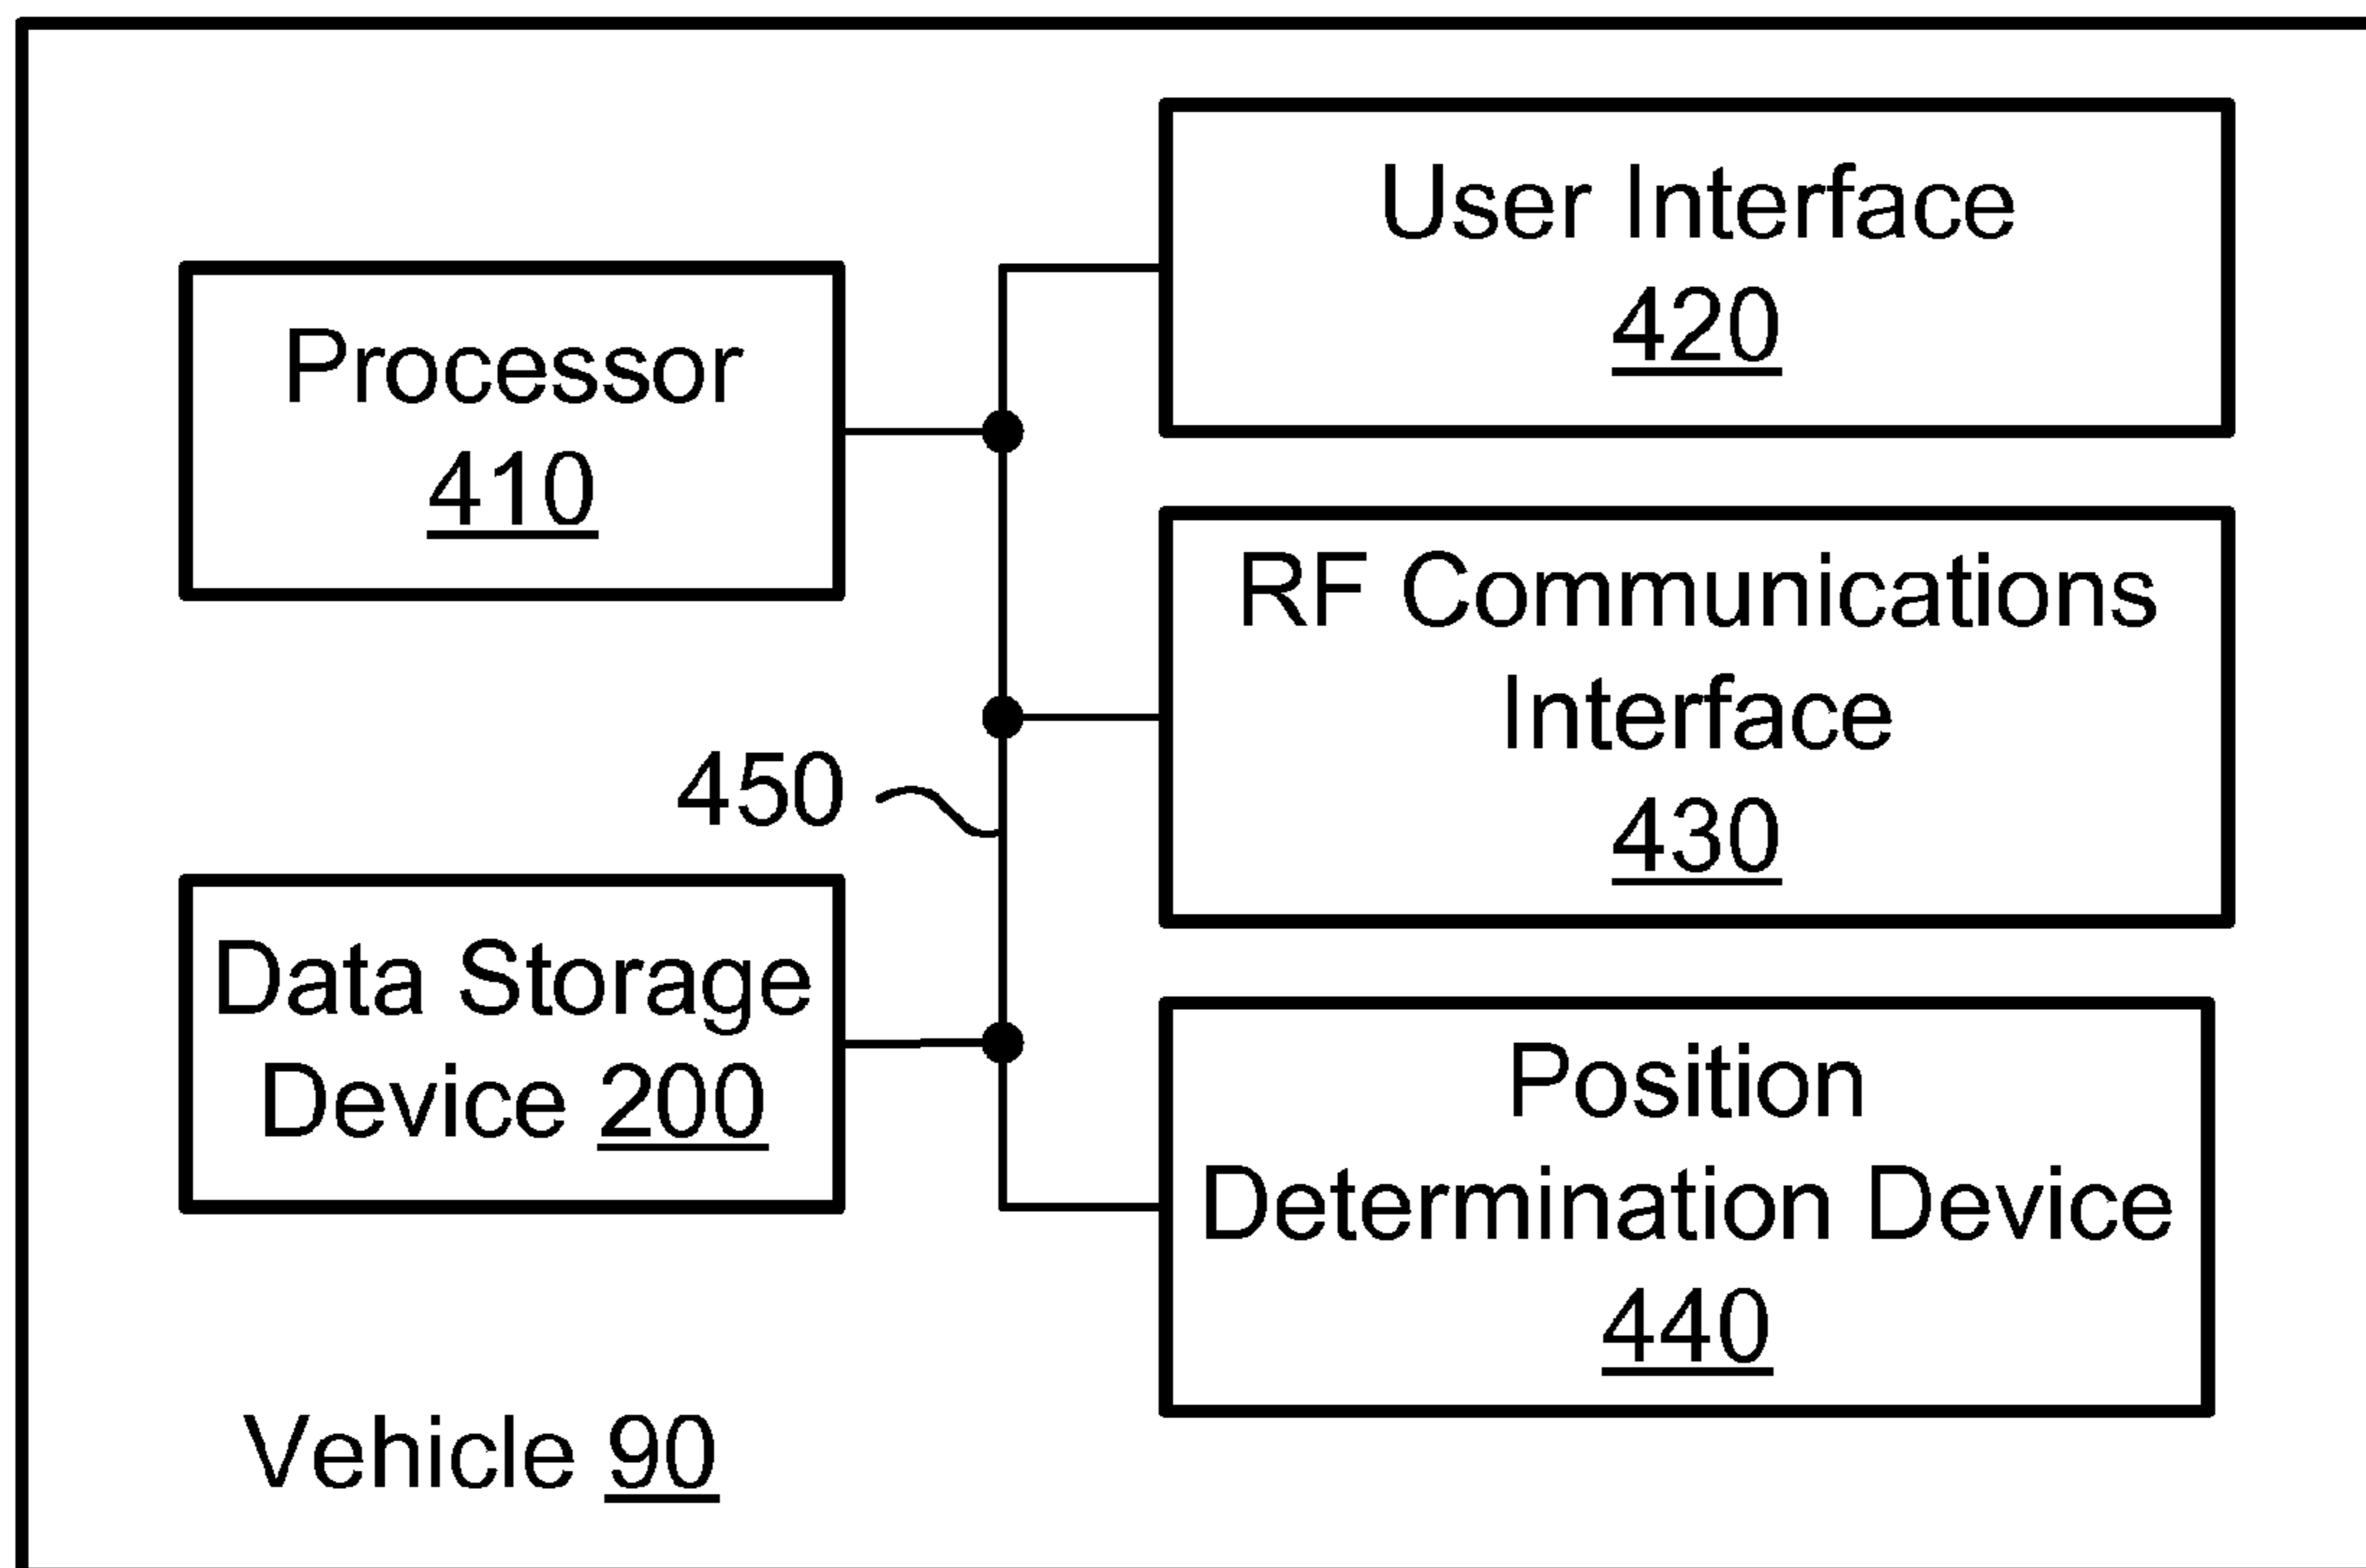 User Interface
420
Processor
410
RF Communications
Interface
430
450
Data Storage
Device 200
Position
Determination Device
440
Vehicle 90